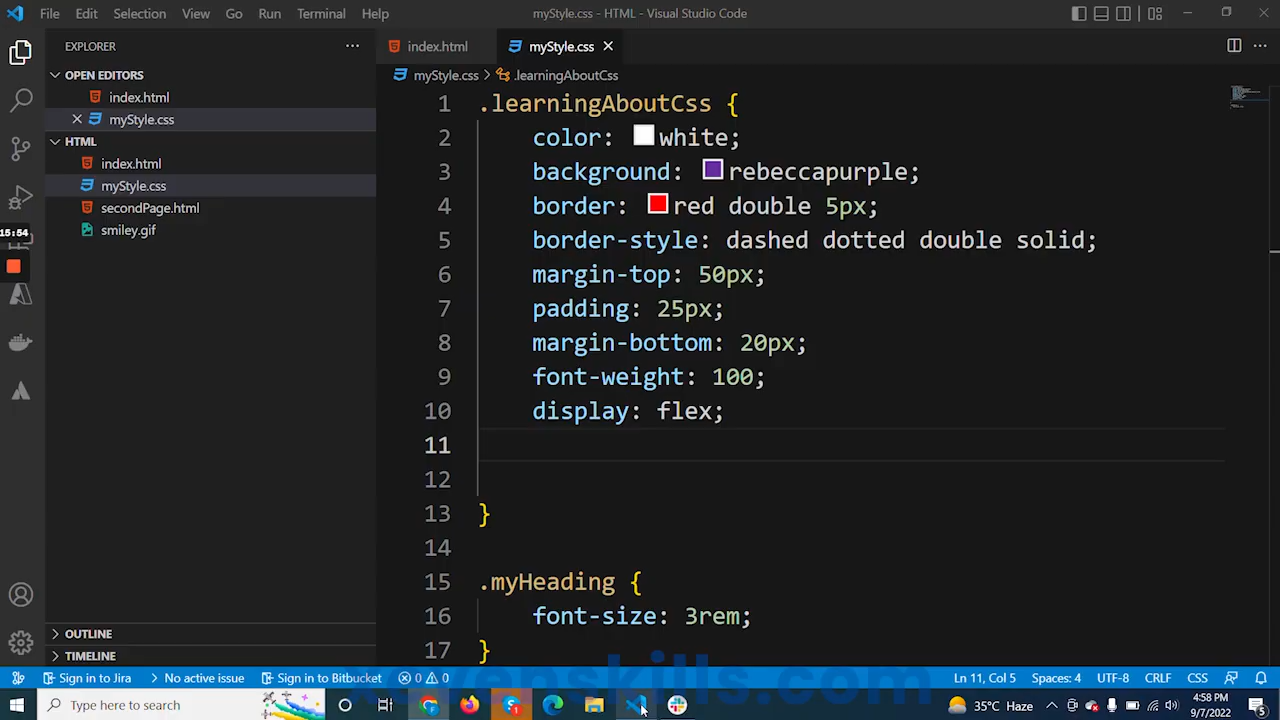 File Edit Selection View Go Run Terminal Help
myStyle.css - HTML - Visual Studio Code
EXPLORER
OPEN EDITORS
index.html
myStyle.css
HTML
index.html
myStyle.css
secondPage.html
smiley.gif
15:54
OUTLINE
TIMELINE
index.html
myStyle.css
myStyle.css > .learningAboutCss
1 .learningAboutCss {
2 color: white;
3 background: rebeccapurple;
4 border: red double 5px;
5 border-style: dashed dotted double solid;
6 margin-top: 50px;
7 padding: 25px;
8 margin-bottom: 20px;
9 font-weight: 100;
10 display: flex;
11
12
13 }
14
15 .myHeading {
16 font-size: 3rem;
17 }
Sign in to Jira No active issue Sign in to Bitbucket 0 0 Ln 11, Col 5 Spaces: 4 UTF-8 CRLF CSS
Type here to search
35°C Haze
4:58 PM
9/7/2022
5